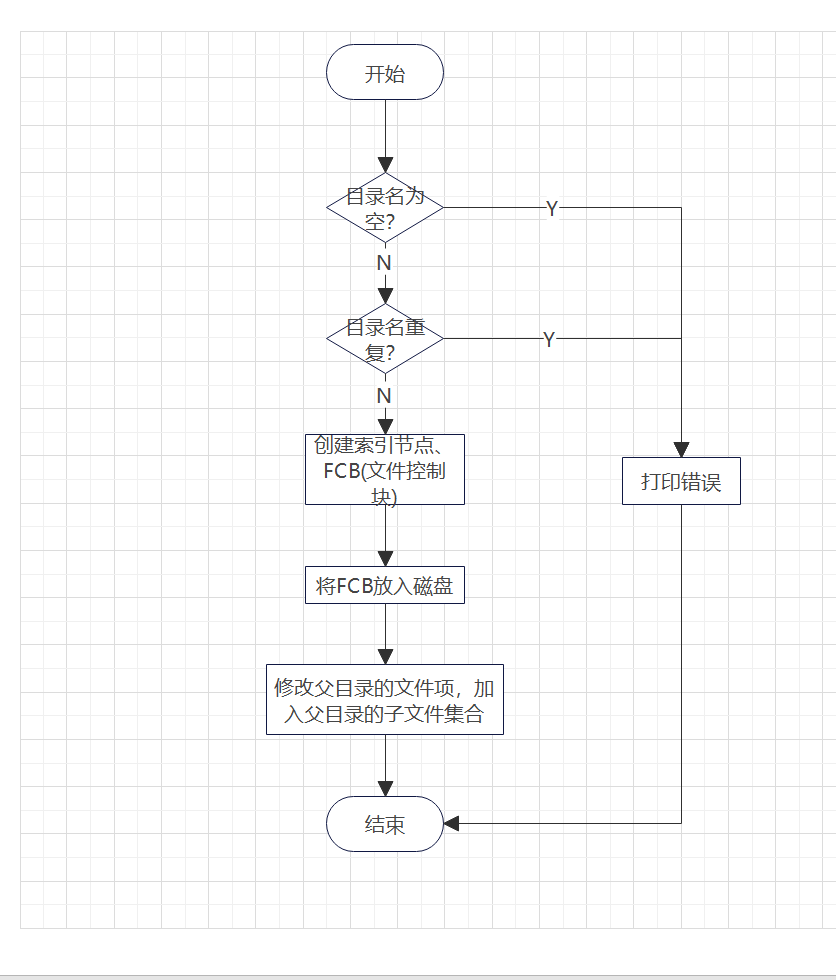 开始
目录名为
空?
Y
N
目录名重
复?
Y
N
创建索引节点、
FCB(文件控制
块)
打印错误
将FCB放入磁盘
修改父目录的文件项，加
入父目录的子文件集合
结束